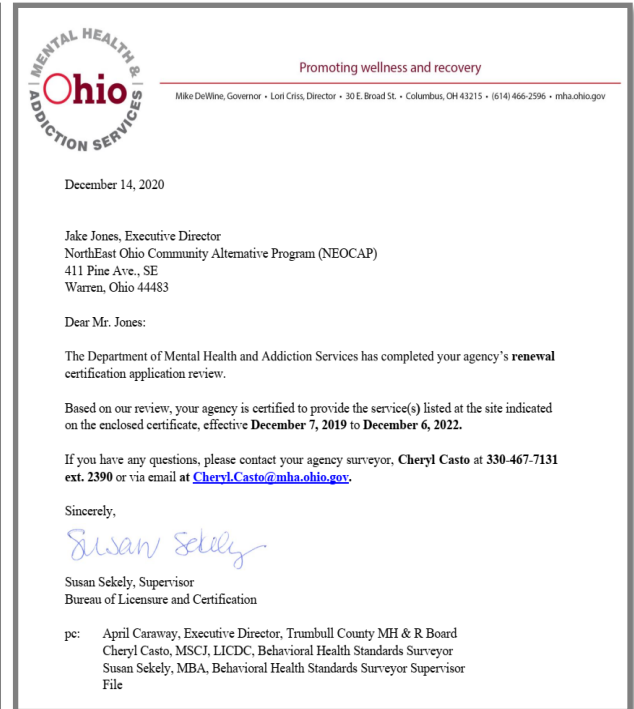 MENTAL HEALTH &
Ohio
ADDICTION SERVICES
Promoting wellness and recovery
Mike DeWine, Governor • Lori Criss, Director • 30 E. Broad St. • Columbus, OH 43215 • (614) 466-2596 • mha.ohio.gov
December 14, 2020
Jake Jones, Executive Director
NorthEast Ohio Community Alternative Program (NEOCAP)
411 Pine Ave., SE
Warren, Ohio 44483
Dear Mr. Jones:
The Department of Mental Health and Addiction Services has completed your agency's renewal
certification application review.
Based on our review, your agency is certified to provide the service(s) listed at the site indicated
on the enclosed certificate, effective December 7, 2019 to December 6, 2022.
If you have any questions, please contact your agency surveyor, Cheryl Casto at 330-467-7131
ext. 2390 or via email at Cheryl.Casto@mha.ohio.gov.
Sincerely,
Susan Sekely
Susan Sekely, Supervisor
Bureau of Licensure and Certification
pc: April Caraway, Executive Director, Trumbull County MH & R Board
Cheryl Casto, MSCJ, LICDC, Behavioral Health Standards Surveyor
Susan Sekely, MBA, Behavioral Health Standards Surveyor Supervisor
File